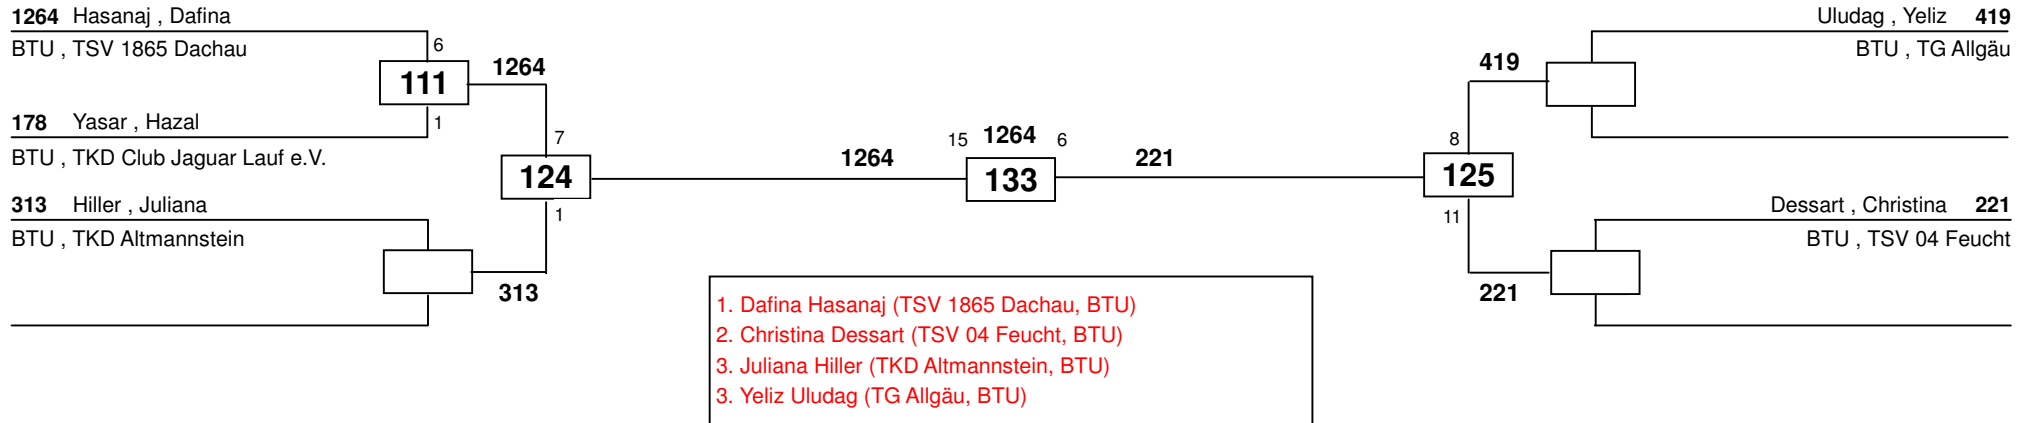 1264 Hasanaj , Dafina
BTU , TSV 1865 Dachau
6
111
1264
178 Yasar , Hazal
1
BTU , TKD Club Jaguar Lauf e.V.
7
124
1
313 Hiller , Juliana
BTU , TKD Altmannstein
313
1264
15 1264 6
133
221
Uludag , Yeliz 419
BTU , TG Allgäu
419
8
125
11
Dessart , Christina 221
BTU , TSV 04 Feucht
221
1. Dafina Hasanaj (TSV 1865 Dachau, BTU)
2. Christina Dessart (TSV 04 Feucht, BTU)
3. Juliana Hiller (TKD Altmannstein, BTU)
3. Yeliz Uludag (TG Allgäu, BTU)